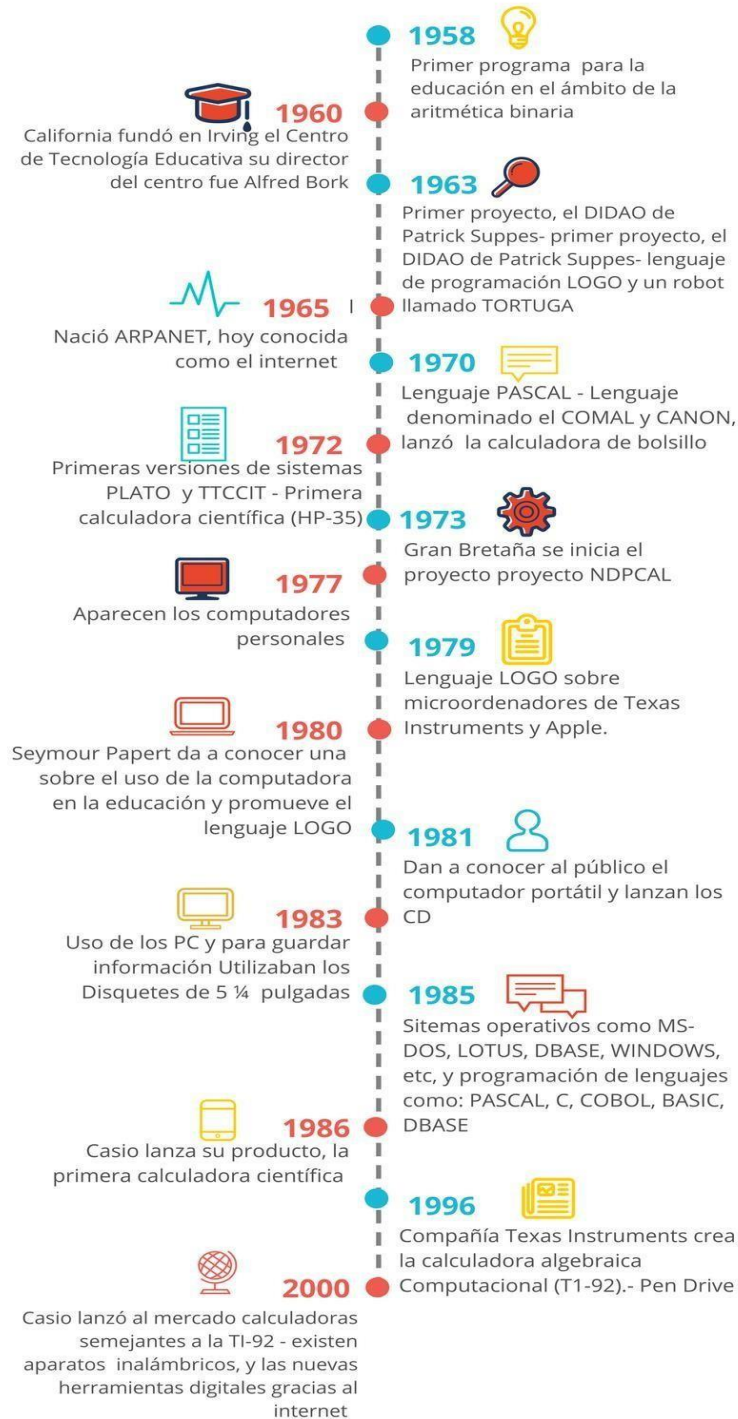 1958
Primer programa para la
educación en el ámbito de la
aritmética binaria
1960
California fundó en Irving el Centro
de Tecnología Educativa su director
del centro fue Alfred Bork
1963
Primer proyecto, el DIDAO de
Patrick Suppes- primer proyecto, el
DIDAO de Patrick Suppes- lenguaje
de programación LOGO y un robot
llamado TORTUGA
1965 I
Nació ARPANET, hoy conocida
como el internet
1970
Lenguaje PASCAL - Lenguaje
denominado el COMAL y CANON,
lanzó la calculadora de bolsillo
1972
Primeras versiones de sistemas
PLATO y TTCCIT - Primera
calculadora científica (HP-35)
1973
Gran Bretaña se inicia el
proyecto proyecto NDPCAL
1977
Aparecen los computadores
personales
1979
Lenguaje LOGO sobre
microordenadores de Texas
Instruments y Apple.
1980
Seymour Papert da a conocer una
sobre el uso de la computadora
en la educación y promueve el
lenguaje LOGO
1981
Dan a conocer al público el
computador portátil y lanzan los
CD
1983
Uso de los PC y para guardar
información Utilizaban los
Disquetes de 5 ¼ pulgadas
1985
Sitemas operativos como MS-
DOS, LOTUS, DBASE, WINDOWS,
etc, y programación de lenguajes
como: PASCAL, C, COBOL, BASIC,
DBASE
1986
Casio lanza su producto, la
primera calculadora científica
1996
Compañía Texas Instruments crea
la calculadora algebraica
Computacional (T1-92).- Pen Drive
2000
Casio lanzó al mercado calculadoras
semejantes a la TI-92 - existen
aparatos inalámbricos, y las nuevas
herramientas digitales gracias al
internet